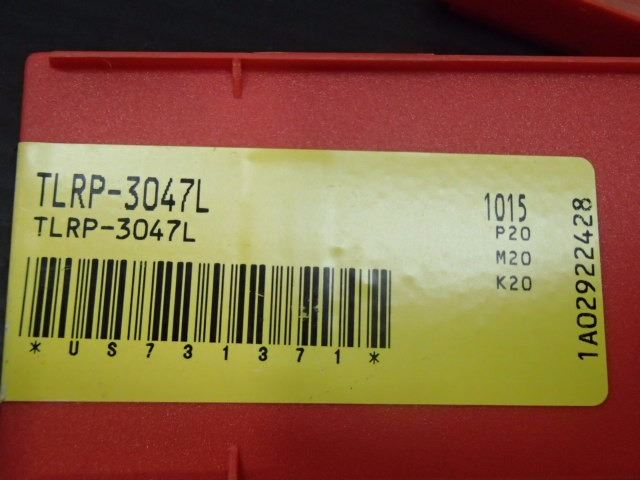 TLRP-3047L
TLRP-3047L
*US731371*
1015
P20
M20
K20
1A02922428